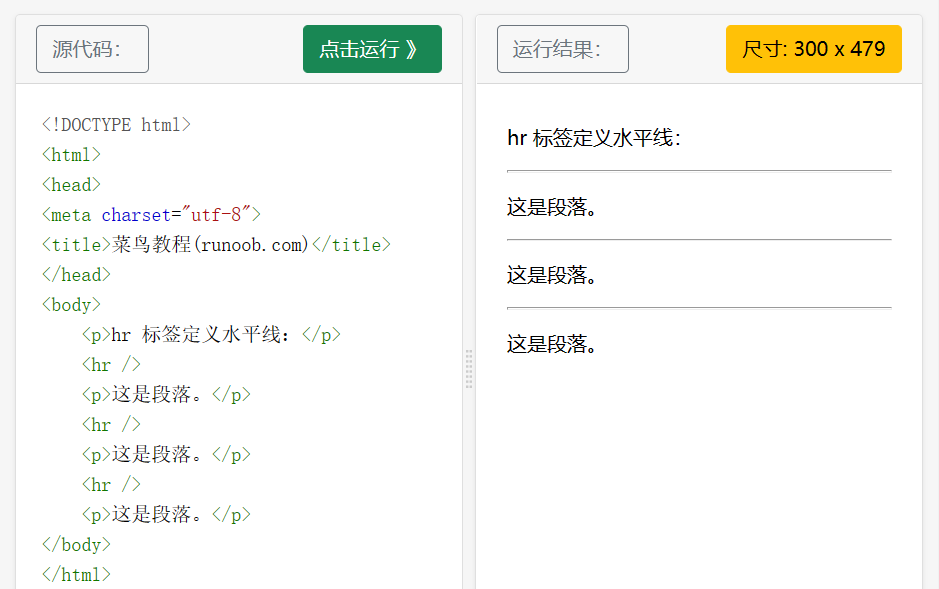 源代码：
点击运行 》
<!DOCTYPE html>
<html>
<head>
<meta charset="utf-8">
<title>菜鸟教程(runoob.com)</title>
</head>
<body>
    <p>hr 标签定义水平线：</p>
    <hr />
    <p>这是段落。</p>
    <hr />
    <p>这是段落。</p>
    <hr />
    <p>这是段落。</p>
</body>
</html>
运行结果：
尺寸: 300 x 479
hr 标签定义水平线：
这是段落。
这是段落。
这是段落。